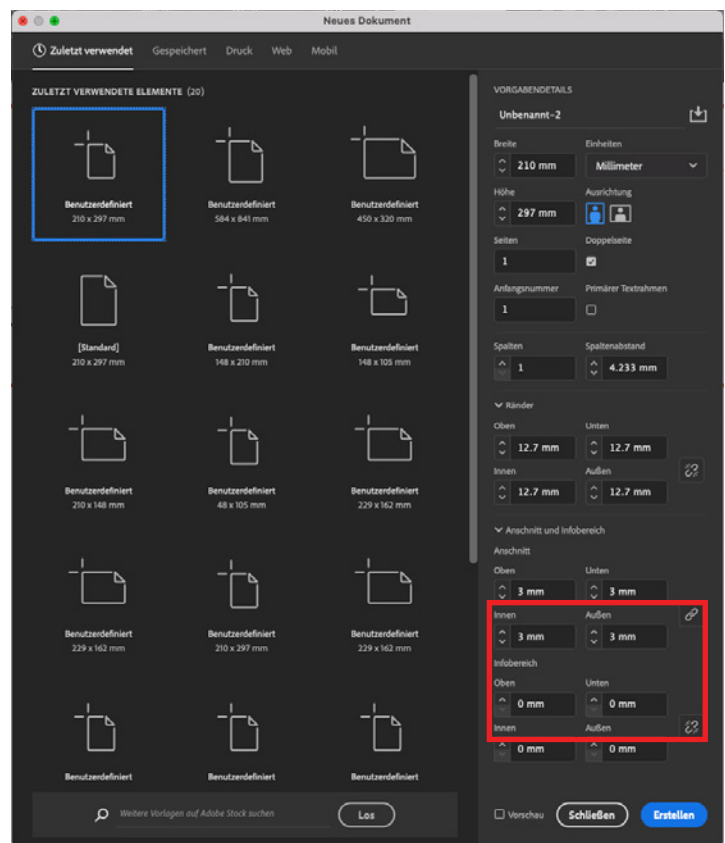 Neues Dokument
Zuletzt verwendet Gespeichert Druck Web Mobil
ZULETZT VERWENDETE ELEMENTE (20)
Benutzerdefiniert Benutzerdefiniert Benutzerdefiniert
210 x 297 mm 584 x 841 mm 450 x 320 mm
[Standard] Benutzerdefiniert Benutzerdefiniert
210 x 297 mm 148 x 210 mm 148 x 105 mm
Benutzerdefiniert Benutzerdefiniert Benutzerdefiniert
210 x 148 mm 48 x 105 mm 229 x 162 mm
Benutzerdefiniert Benutzerdefiniert Benutzerdefiniert
229 x 162 mm 210 x 297 mm 229 x 162 mm
Benutzerdefiniert Benutzerdefiniert Benutzerdefiniert
Weitere Vorlagen auf Adobe Stock suchen Los
VORGABENDETAILS
Unbenannt-2
Breite Einheiten
210 mm Millimeter
Höhe Ausrichtung
297 mm
Seiten Doppelseite
1
Anfangsnummer Primärer Textrahmen
1
Spalten Spaltenabstand
1 4.233 mm
Ränder
Oben Unten
12.7 mm 12.7 mm
Innen Außen
12.7 mm 12.7 mm
Anschnitt und Infobereich
Anschnitt
Oben Unten
3 mm 3 mm
Innen Außen
3 mm 3 mm
Infobereich
Oben Unten
0 mm 0 mm
Innen Außen
0 mm 0 mm
Vorschau Schließen Erstellen